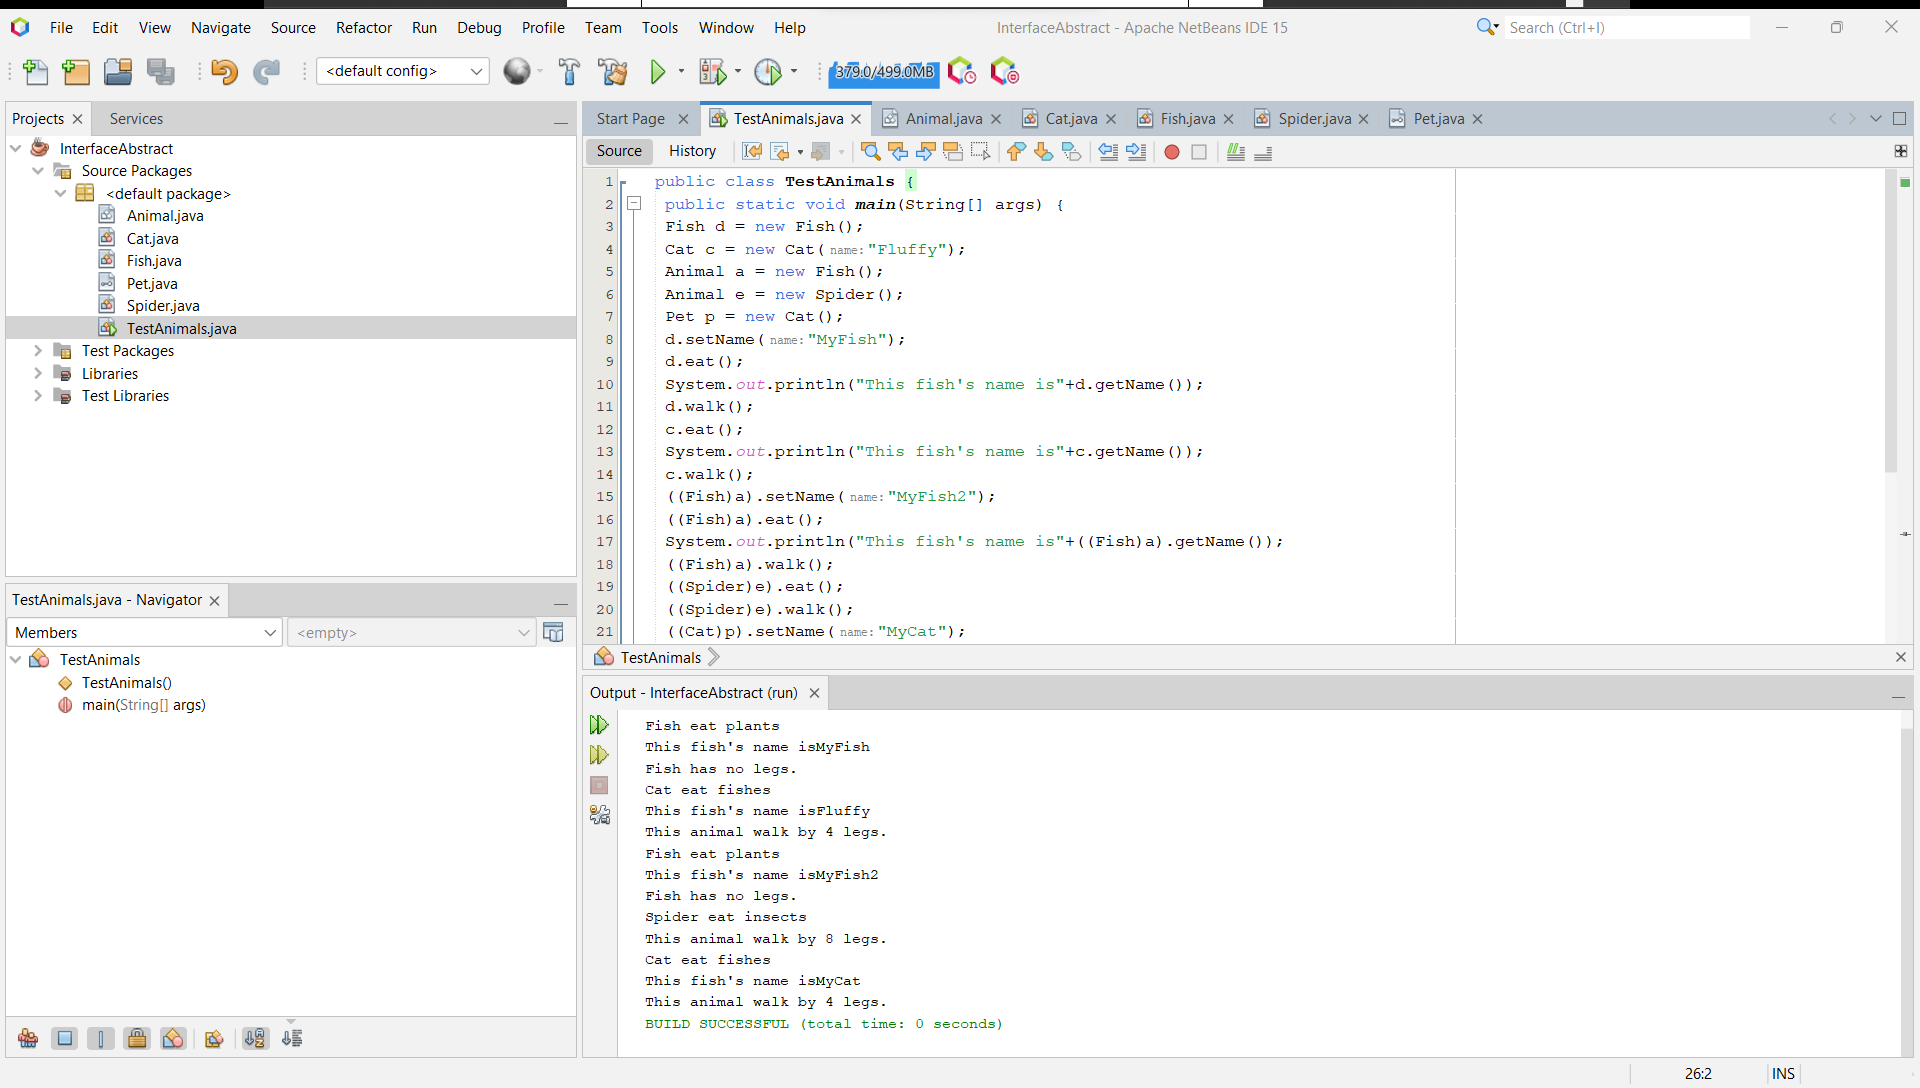 File Edit View Navigate Source Refactor Run Debug Profile Team Tools Window Help
InterfaceAbstract - Apache NetBeans IDE 15
Search (Ctrl+I)
<default config>
379.0/499.0MB
Projects
Services
InterfaceAbstract
Source Packages
<default package>
Animal.java
Cat.java
Fish.java
Pet.java
Spider.java
TestAnimals.java
Test Packages
Libraries
Test Libraries
TestAnimals.java - Navigator
Members
<empty>
TestAnimals
TestAnimals()
main(String[] args)
Start Page
TestAnimals.java
Animal.java
Cat.java
Fish.java
Spider.java
Pet.java
Source
History
1 public class TestAnimals {
2 public static void main(String[] args) {
3 Fish d = new Fish();
4 Cat c = new Cat( name: "Fluffy");
5 Animal a = new Fish();
6 Animal e = new Spider();
7 Pet p = new Cat();
8 d.setName( name: "MyFish");
9 d.eat();
10 System.out.println("This fish's name is"+d.getName());
11 d.walk();
12 c.eat();
13 System.out.println("This fish's name is"+c.getName());
14 c.walk();
15 ((Fish)a).setName( name: "MyFish2");
16 ((Fish)a).eat();
17 System.out.println("This fish's name is"+((Fish)a).getName());
18 ((Fish)a).walk();
19 ((Spider)e).eat();
20 ((Spider)e).walk();
21 ((Cat)p).setName( name: "MyCat");
TestAnimals
Output - InterfaceAbstract (run)
Fish eat plants
This fish's name isMyFish
Fish has no legs.
Cat eat fishes
This fish's name isFluffy
This animal walk by 4 legs.
Fish eat plants
This fish's name isMyFish2
Fish has no legs.
Spider eat insects
This animal walk by 8 legs.
Cat eat fishes
This fish's name isMyCat
This animal walk by 4 legs.
BUILD SUCCESSFUL (total time: 0 seconds)
26:2
INS